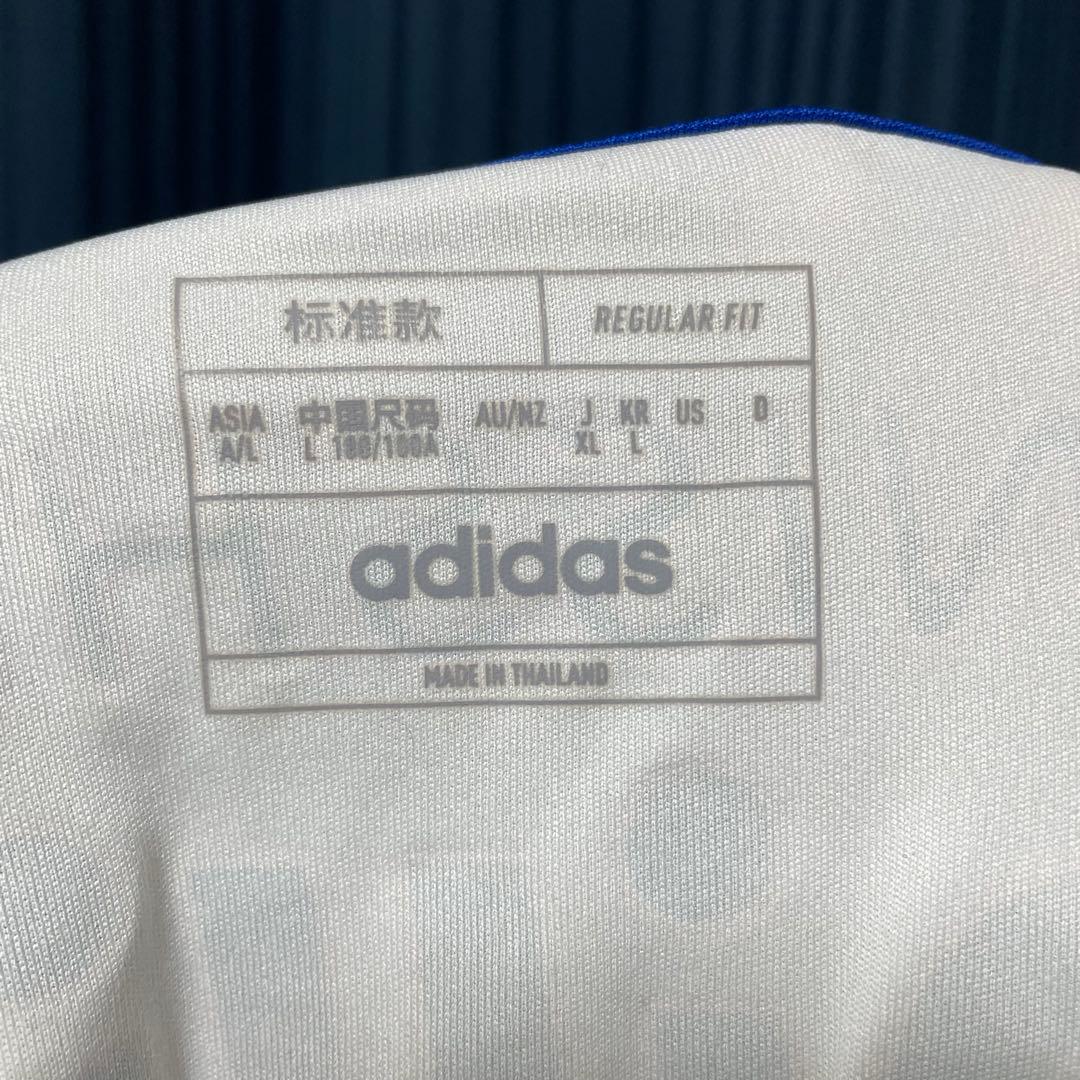 标准款 REGULAR FIT
ASIA 中国尺码 AU/NZ J KR US D
A/L L 180/100A XL L
adidas
MADE IN THAILAND